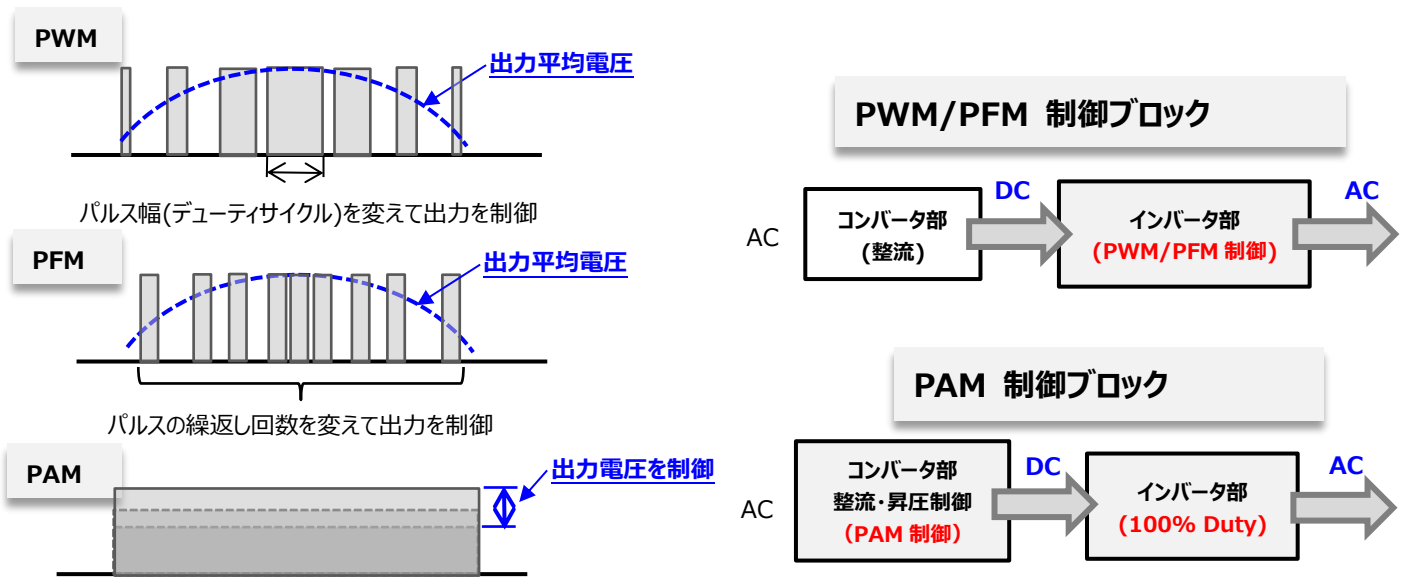 PWM
出力平均電圧
パルス幅(デューティサイクル)を変えて出力を制御
PFM
出力平均電圧
パルスの繰返し回数を変えて出力を制御
PAM
出力電圧を制御
PWM/PFM 制御ブロック
AC
コンバータ部
(整流)
DC
インバータ部
(PWM/PFM 制御)
AC
PAM 制御ブロック
AC
コンバータ部
整流・昇圧制御
（PAM 制御）
DC
インバータ部
(100% Duty)
AC